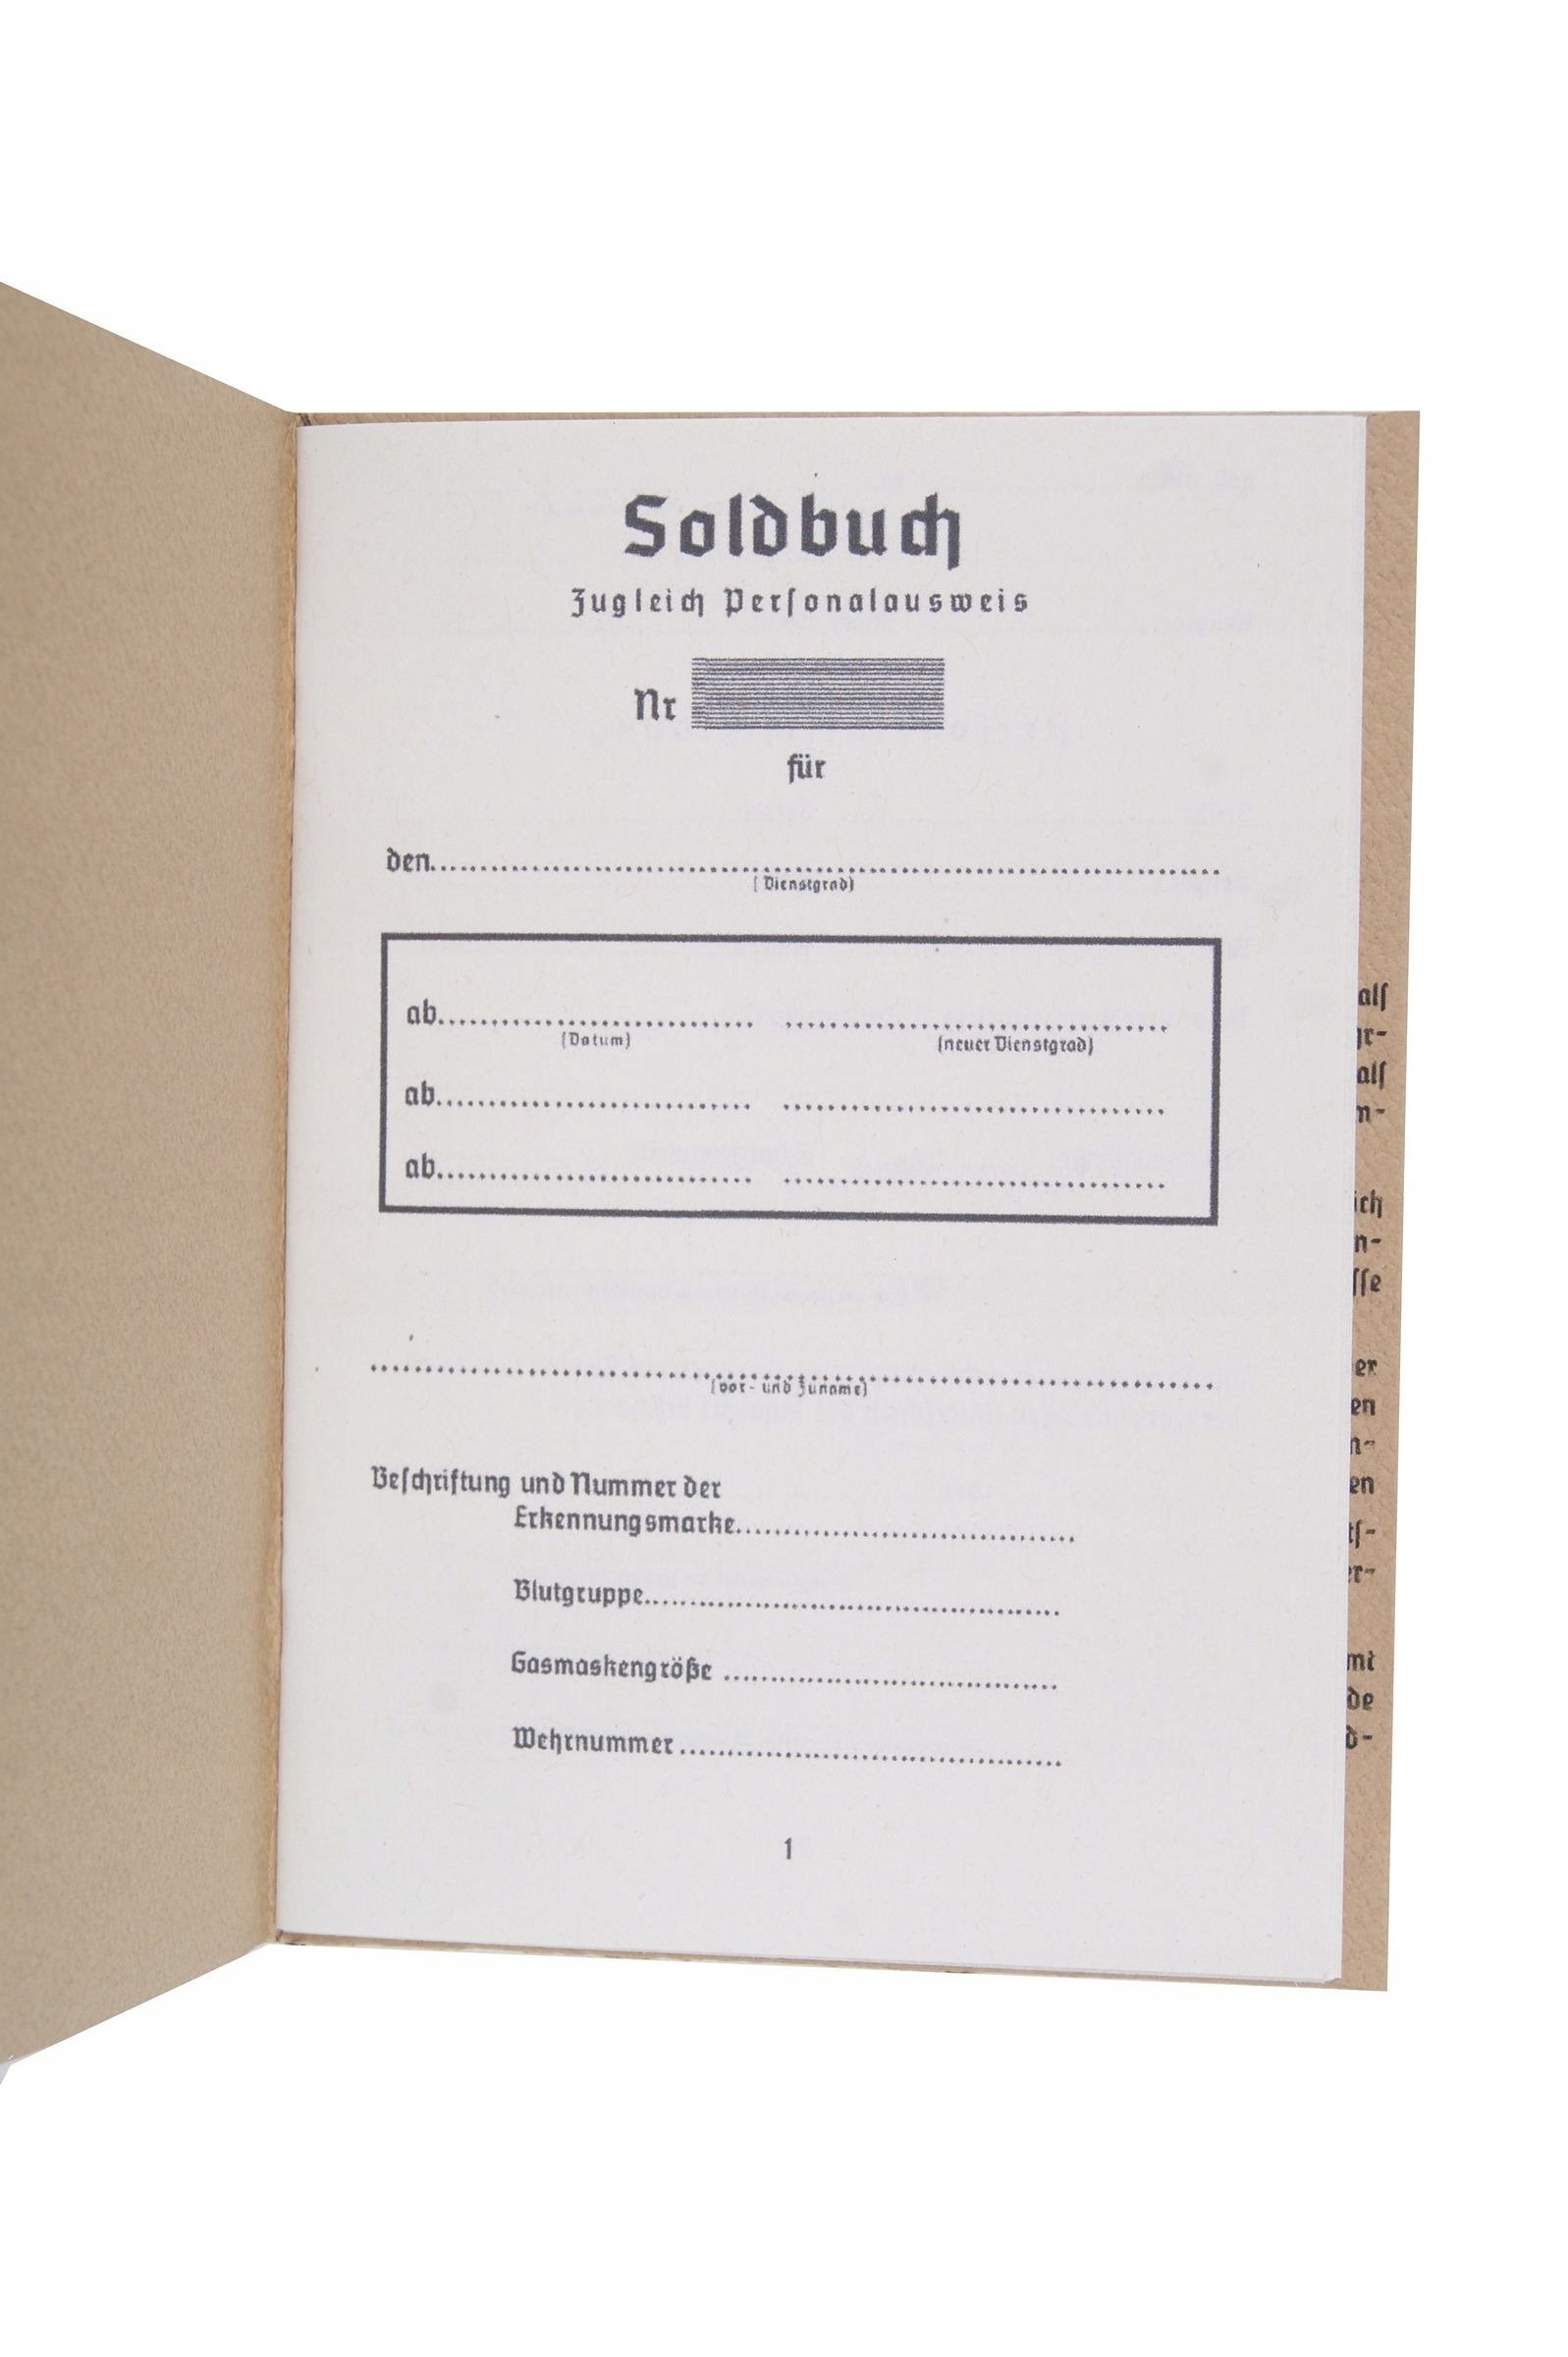 Soldbuch
Zugleich Personalausweis
Nr
für
den
(Dienstgrad)
ab
(Datum) (neuer Dienstgrad)
ab
ab
(Vor- und Zuname)
Beschriftung und Nummer der
Erkennungsmarke
Blutgruppe
Gasmaskengröße
Wehrnummer
1